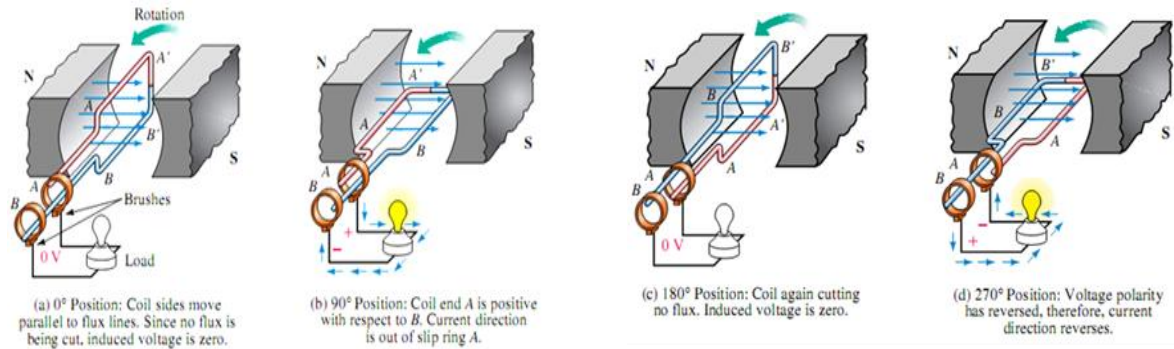 Rotation
A'
N
A
B'
S
A
B
B
Brushes
0 V
Load
(a) 0° Position: Coil sides move
parallel to flux lines. Since no flux is
being cut, induced voltage is zero.
N
A'
A
B
S
A
B
+
−
(b) 90° Position: Coil end A is positive
with respect to B. Current direction
is out of slip ring A.
B'
N
B
A'
S
A
B
A
0 V
(c) 180° Position: Coil again cutting
no flux. Induced voltage is zero.
N
B'
B
A
S
B
A
−
+
(d) 270° Position: Voltage polarity
has reversed, therefore, current
direction reverses.